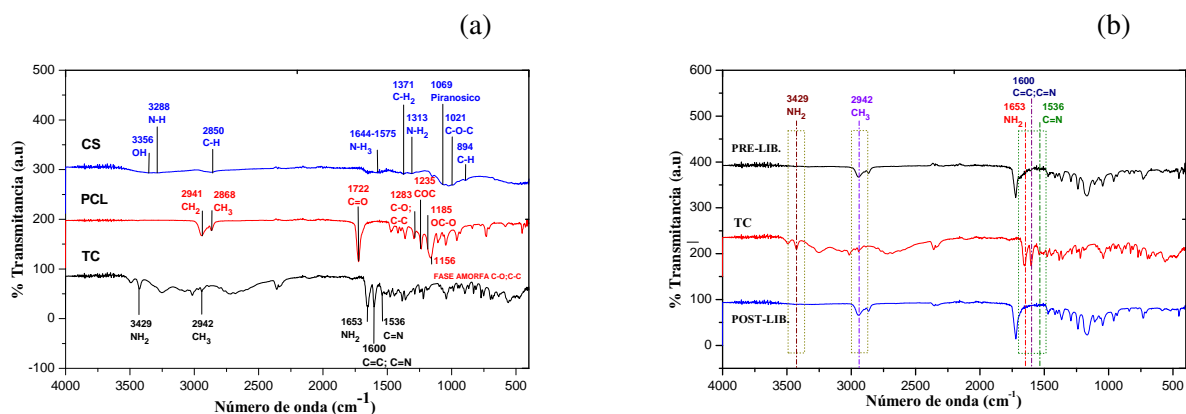 (a)
500
400
300
200
100
0
-100
% Transmitancia (a.u)
4000 3500 3000 2500 2000 1500 1000 500
Número de onda (cm-1)
CS
3356
OH
3288
N-H
2850
C-H
1644-1575
N-H3
1371
C-H2
1313
N-H2
1069
Piranosico
1021
C-O-C
894
C-H
PCL
2941
CH2
2868
CH3
1722
C=O
1283
C-O;
C-C
1235
COC
1185
OC-O
1156
FASE AMORFA C-O;C-C
TC
3429
NH2
2942
CH3
1653
NH2
1600
C=C; C=N
1536
C=N
(b)
600
500
400
300
200
100
0
% Transmitancia (a.u)
4000 3500 3000 2500 2000 1500 1000 500
Número de onda (cm-1)
3429
NH2
2942
CH3
1600
C=C;C=N
1653
NH2
1536
C=N
PRE-LIB.
TC
POST-LIB.